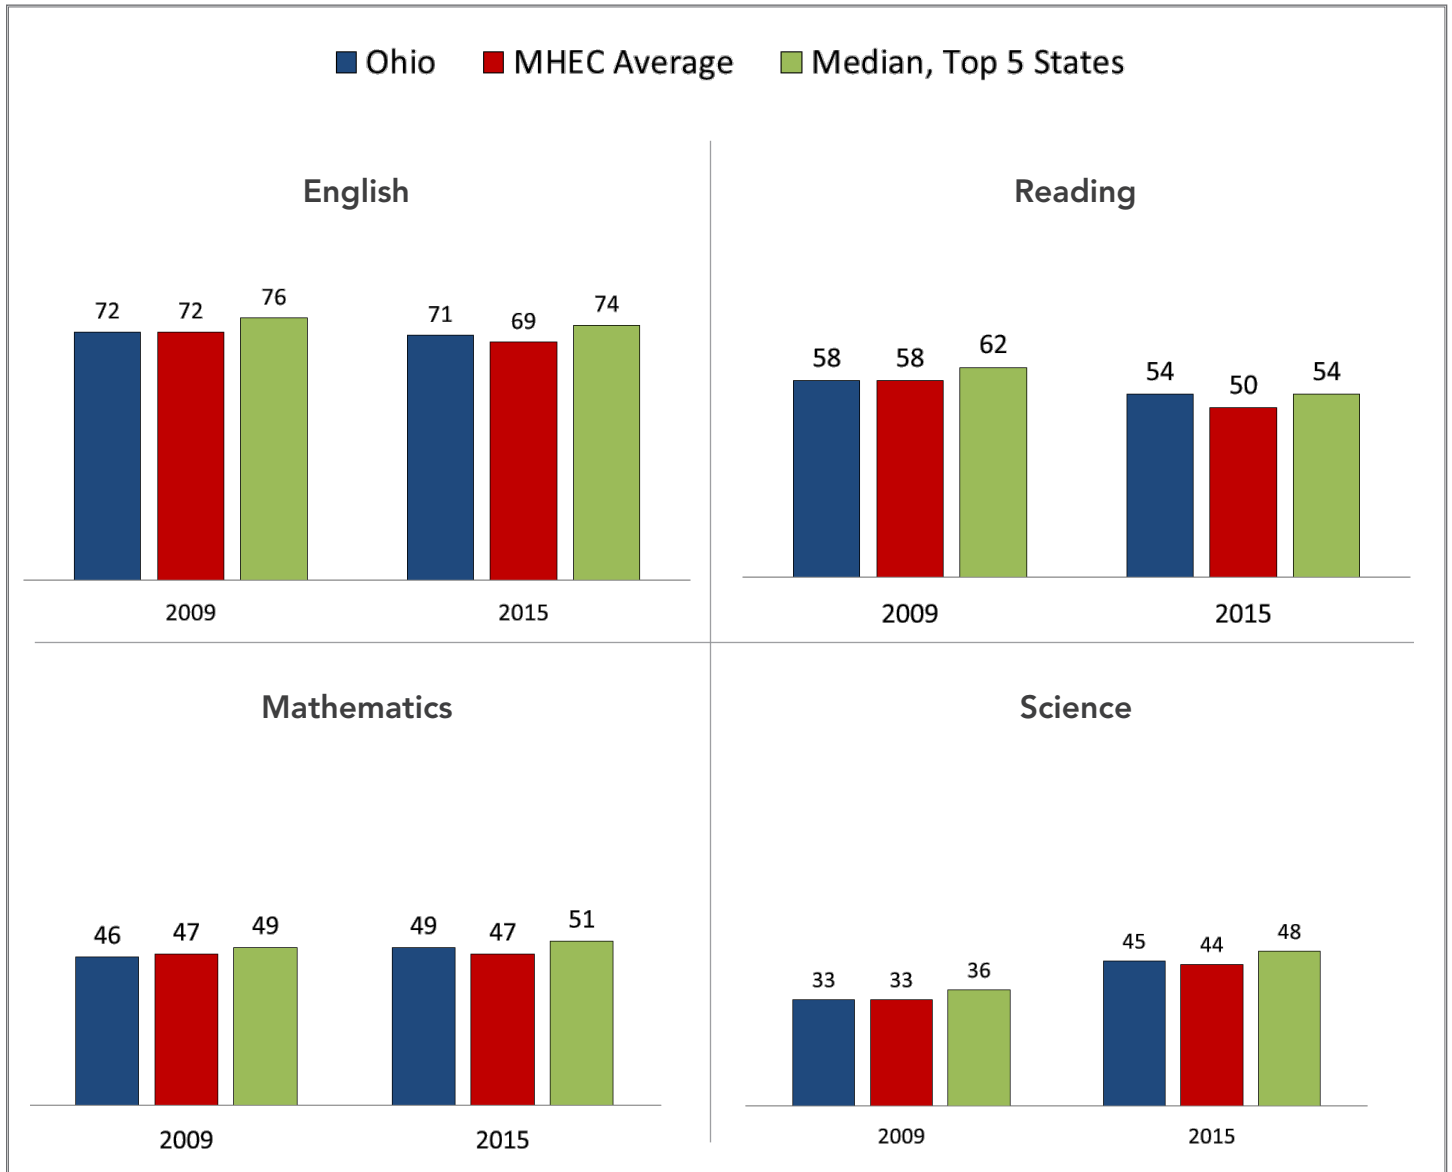 Ohio MHEC Average Median, Top 5 States
English
72 72 76 71 69 74
2009 2015
Reading
58 58 62 54 50 54
2009 2015
Mathematics
46 47 49 49 47 51
2009 2015
Science
33 33 36 45 44 48
2009 2015